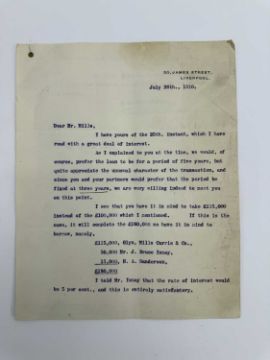 30, JAMES STREET,
LIVERPOOL.
July 26th., 1910.
Dear Mr. Mills,
I have yours of the 25th. instant, which I have
read with a great deal of interest.
As I explained to you at the time, we would, of
course, prefer the loan to be for a period of five years, but
quite appreciate the unusual character of the transaction, and
since you and your partners would prefer that the period be
fixed at three years, we are very willing indeed to meet you
on this point.
I see that you have it in mind to take £115,000
instead of the £100,000 which I mentioned. If this is the
case, it will complete the £180,000 we have it in mind to
borrow, namely.
£115,000, Glyn, Mills Currie & Co.,
Mr. J. Bruce Ismay,
H. A. Sanderson,
£180,000
I told Mr. Ismay that the rate of interest would
be 5 per cent., and this is entirely satisfactory.